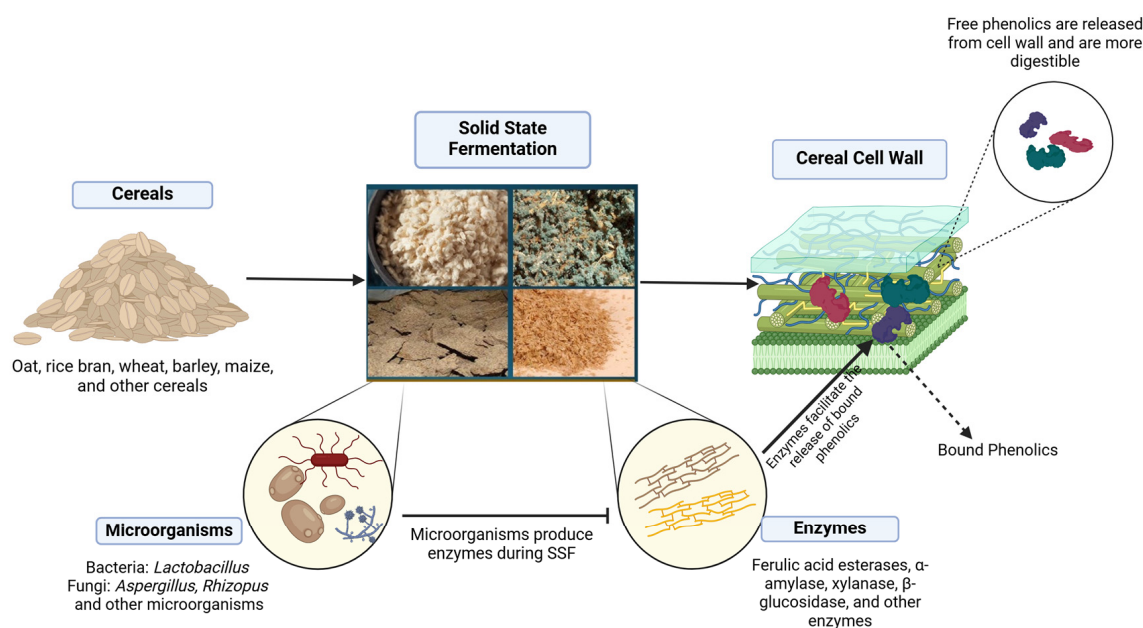 Free phenolics are released
from cell wall and are more
digestible
Solid State
Fermentation
Cereal Cell Wall
Cereals
Oat, rice bran, wheat, barley, maize,
and other cereals
Enzymes facilitate the
release of bound
phenolics
Bound Phenolics
Microorganisms
Microorganisms produce
enzymes during SSF
Enzymes
Bacteria: Lactobacillus
Fungi: Aspergillus, Rhizopus
and other microorganisms
Ferulic acid esterases, α-
amylase, xylanase, β-
glucosidase, and other
enzymes